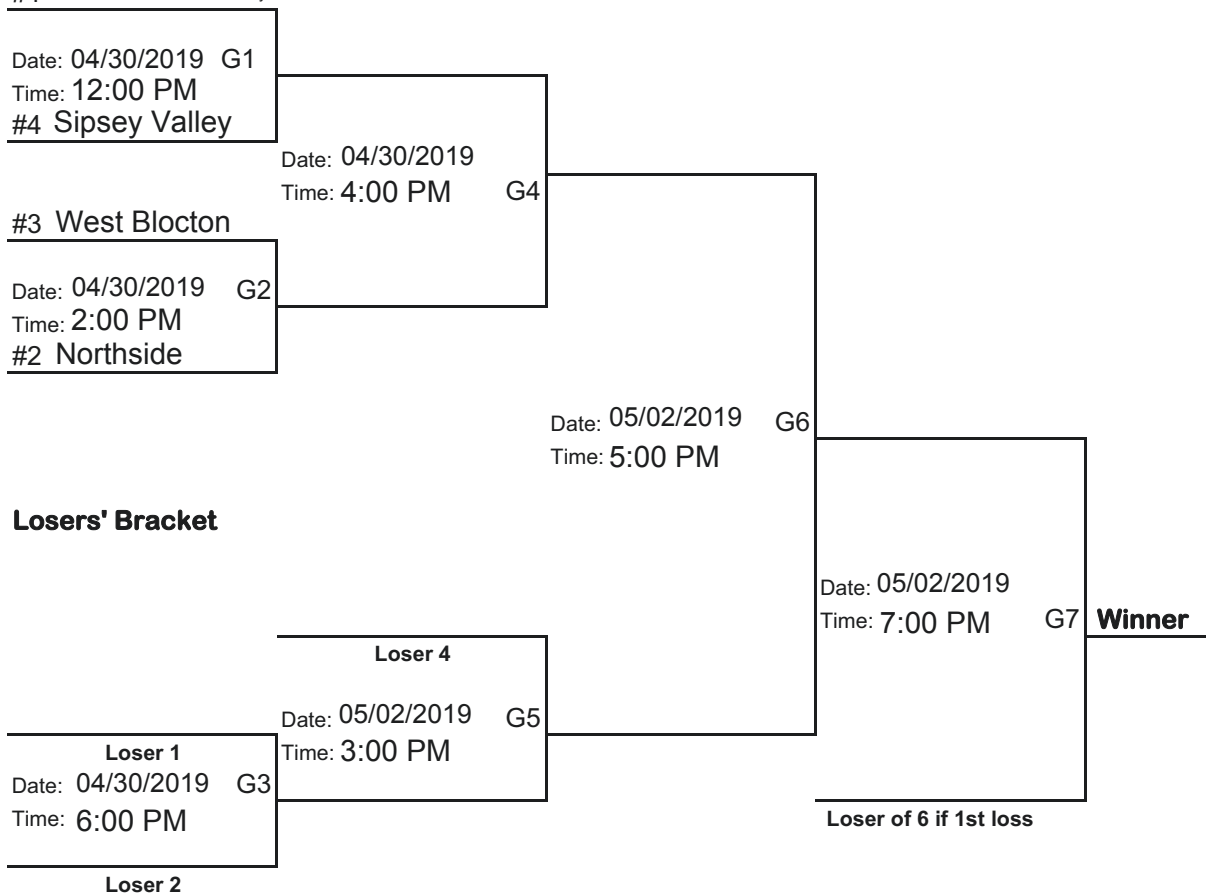 Date: 04/30/2019 G1
Time: 12:00 PM
#4 Sipsey Valley
Date: 04/30/2019
Time: 4:00 PM G4
#3 West Blocton
Date: 04/30/2019 G2
Time: 2:00 PM
#2 Northside
Date: 05/02/2019 G6
Time: 5:00 PM
Losers' Bracket
Date: 05/02/2019
Time: 7:00 PM G7 Winner
Loser 4
Date: 05/02/2019 G5
Time: 3:00 PM
Loser 1
Date: 04/30/2019 G3
Time: 6:00 PM
Loser of 6 if 1st loss
Loser 2